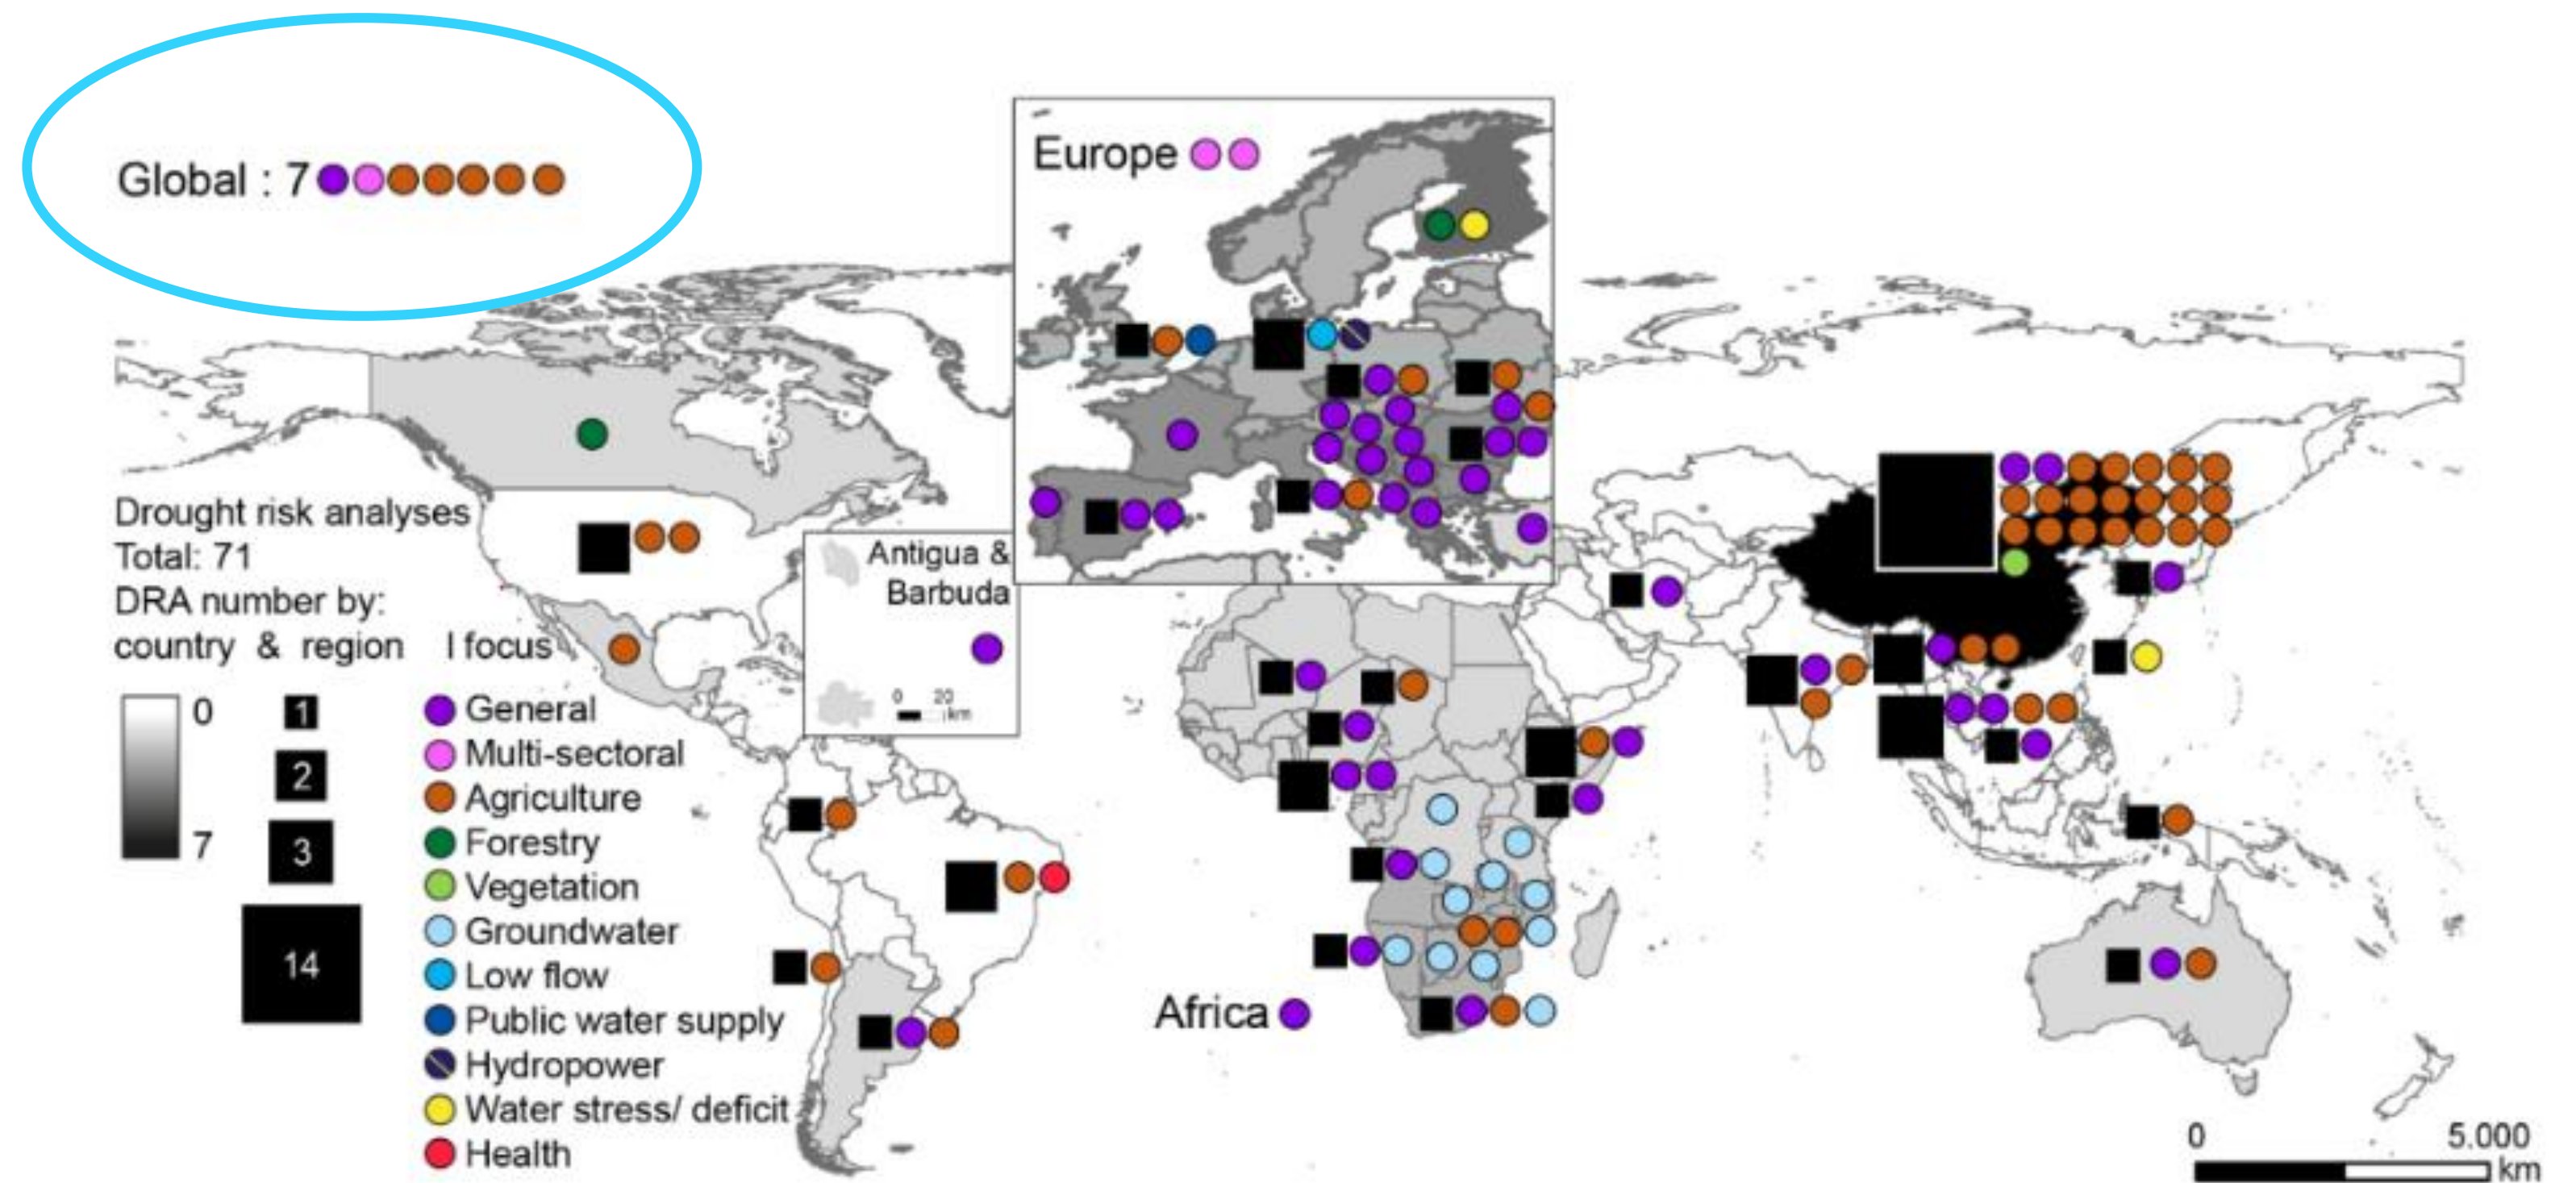 Global : 7
Europe
Antigua &
Barbuda
0 20
km
Drought risk analyses
Total: 71
DRA number by:
country & region I focus
0
7
1
2
3
14
General
Multi-sectoral
Agriculture
Forestry
Vegetation
Groundwater
Low flow
Public water supply
Hydropower
Water stress/ deficit
Health
Africa
0 5.000
km